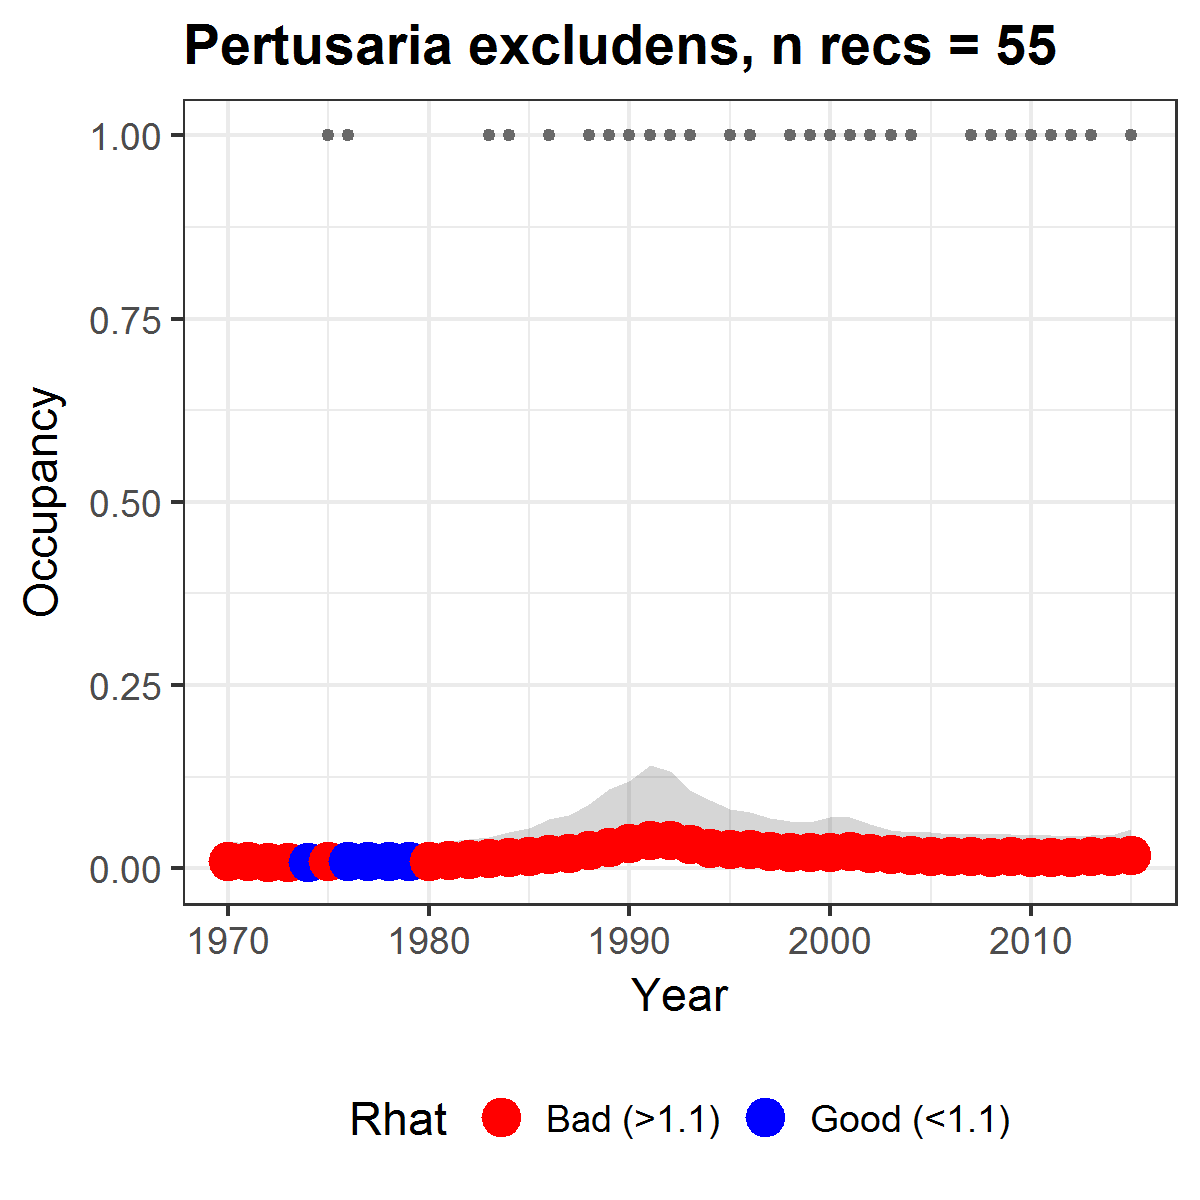 Pertusaria excludens, n recs = 55
1.00
0.75
0.50
0.25
0.00
Occupancy
1970 1980 1990 2000 2010
Year
Rhat Bad (>1.1) Good (<1.1)